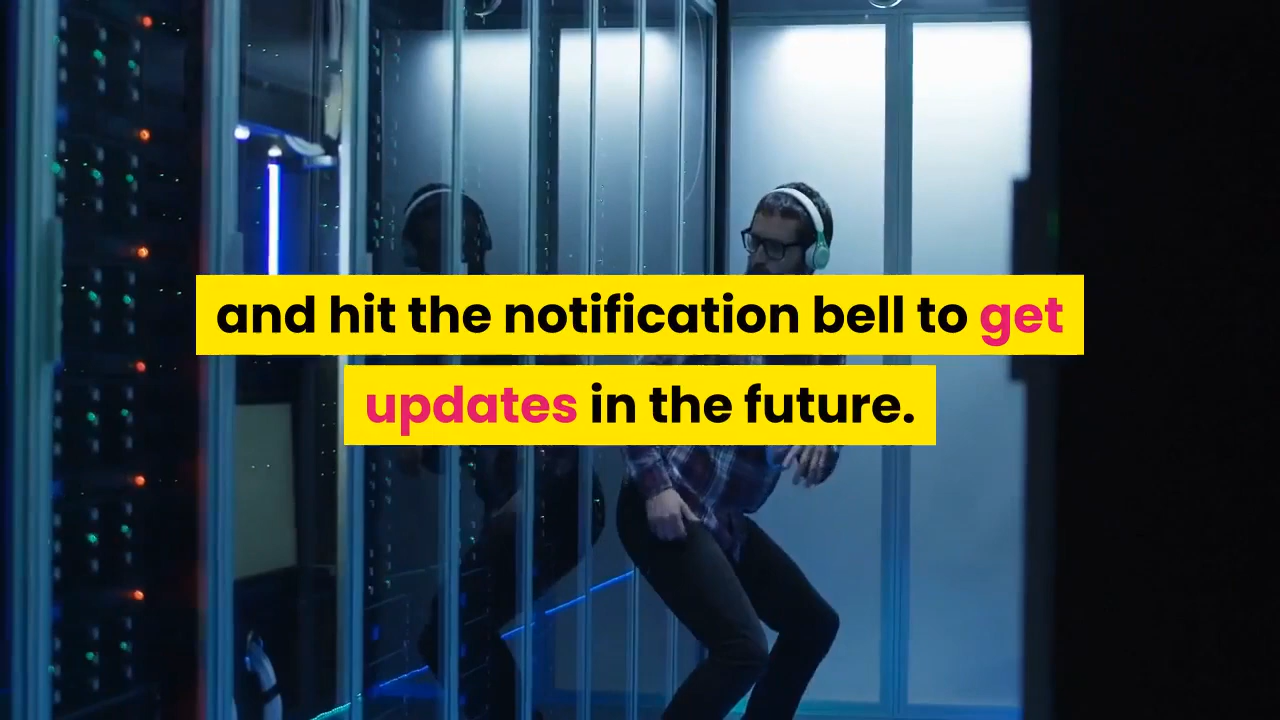 and hit the notification bell to get
updates in the future.